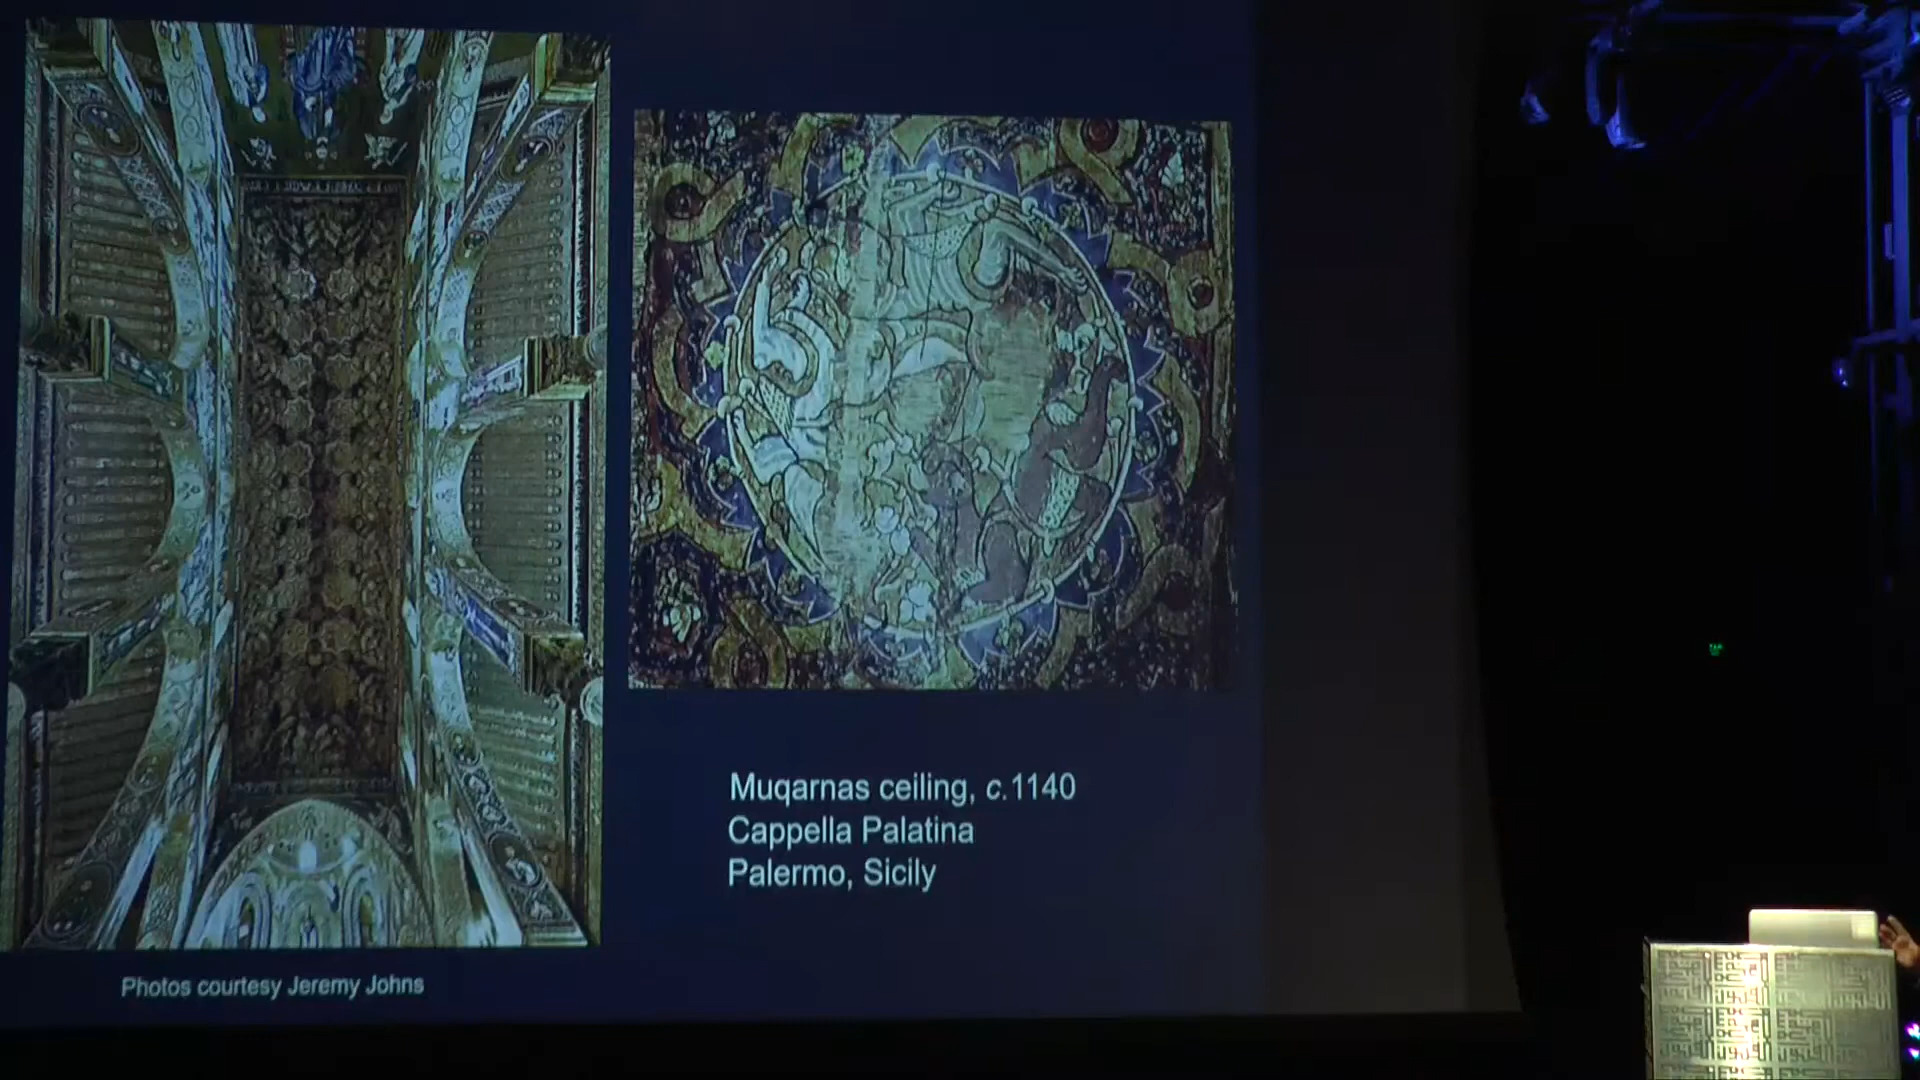 Muqarnas ceiling, c.1140
Cappella Palatina
Palermo, Sicily
Photos courtesy Jeremy Johns